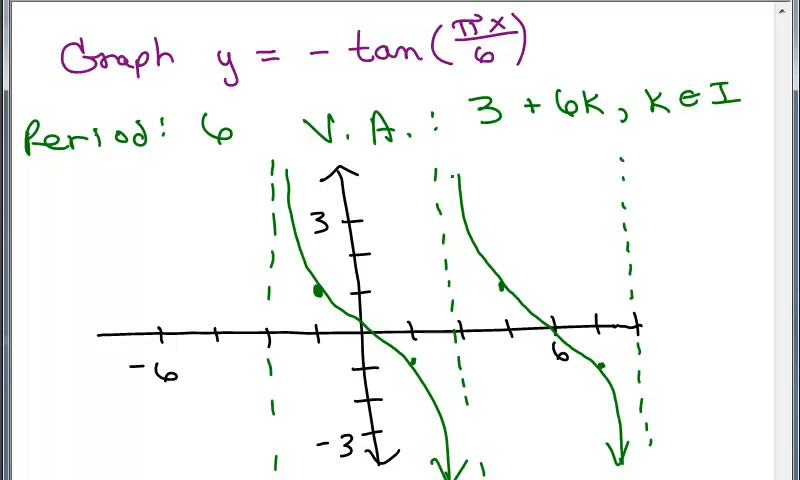 Graph y = - tan(πx/6)
Period: 6 V.A.: 3 + 6k, k ∈ I
3
-6
6
-3